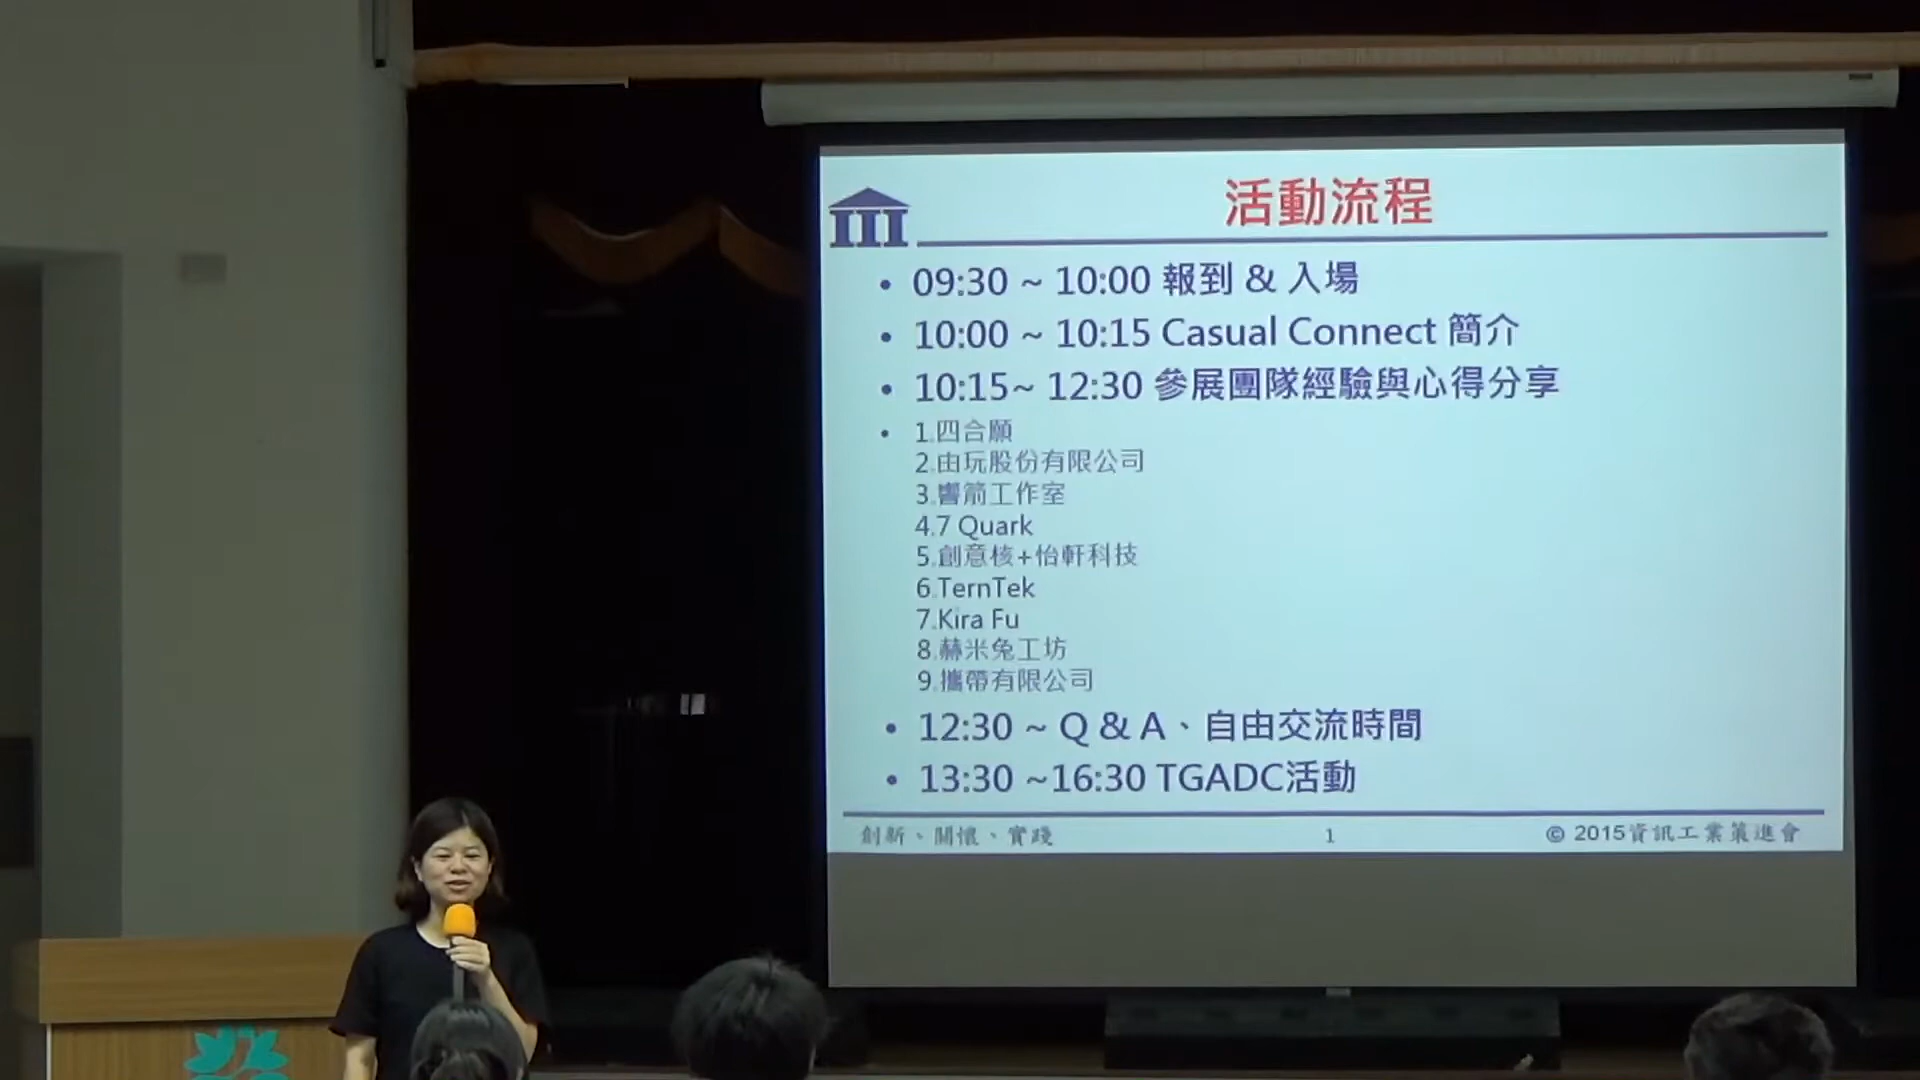 活動流程
• 09:30 ~ 10:00 報到 & 入場
• 10:00 ~ 10:15 Casual Connect 簡介
• 10:15~ 12:30 參展團隊經驗與心得分享
• 1.四合願
2.由玩股份有限公司
3.響箭工作室
4.7 Quark
5.創意核+怡軒科技
6.TernTek
7.Kira Fu
8.赫米兔工坊
9.攜帶有限公司
• 12:30 ~ Q & A、自由交流時間
• 13:30 ~16:30 TGADC活動
創新、關懷、實踐
1
© 2015資訊工業策進會